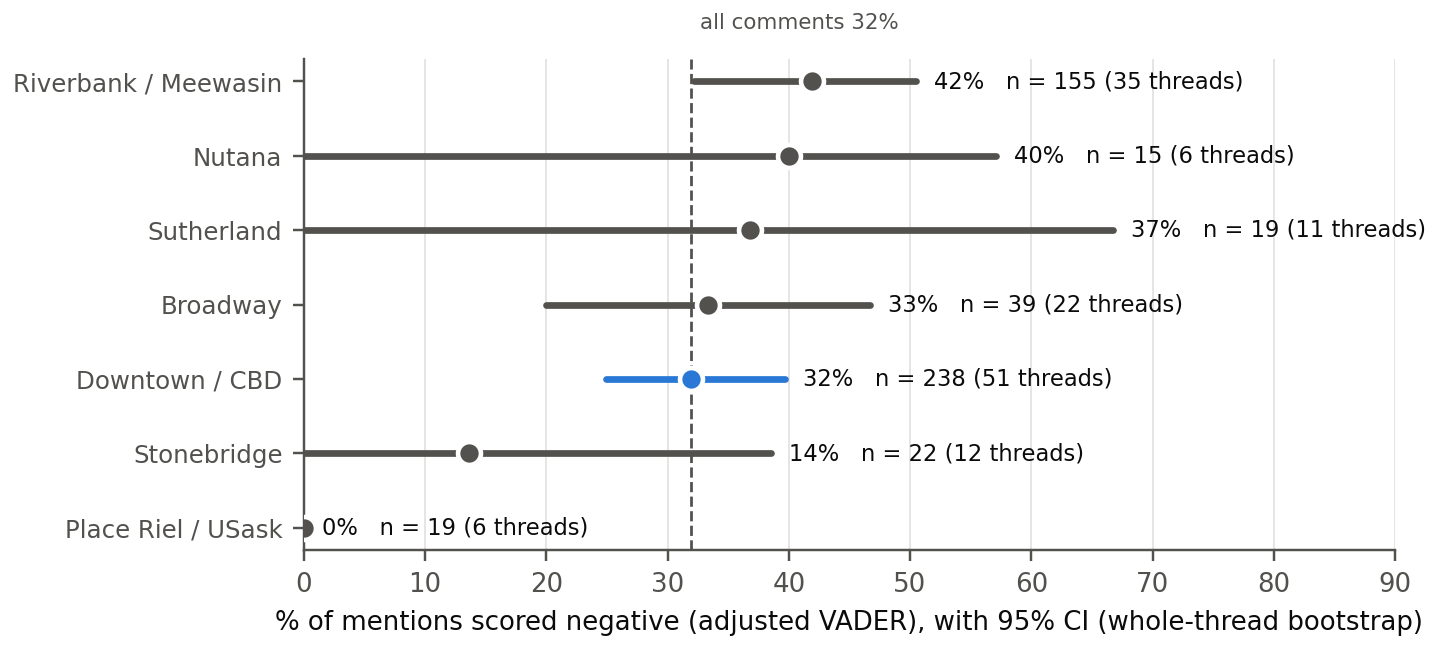 all comments 32%
Riverbank / Meewasin 42% n = 155 (35 threads)
Nutana 40% n = 15 (6 threads)
Sutherland 37% n = 19 (11 threads)
Broadway 33% n = 39 (22 threads)
Downtown / CBD 32% n = 238 (51 threads)
Stonebridge 14% n = 22 (12 threads)
Place Riel / USask 0% n = 19 (6 threads)
0 10 20 30 40 50 60 70 80 90
% of mentions scored negative (adjusted VADER), with 95% CI (whole-thread bootstrap)